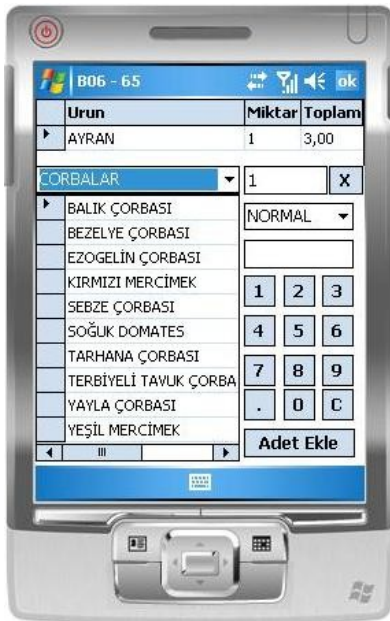 B06 - 65 ok
Urun Miktar Toplam
AYRAN 1 3,00
ÇORBALAR 1 X
BALIK ÇORBASI
NORMAL
BEZELYE ÇORBASI
EZOGELİN ÇORBASI
KIRMIZI MERCİMEK
SEBZE ÇORBASI
SOĞUK DOMATES
TARHANA ÇORBASI
TERBİYELİ TAVUK ÇORBA
YAYLA ÇORBASI
YEŞİL MERCİMEK
1 2 3
4 5 6
7 8 9
. 0 C
Adet Ekle